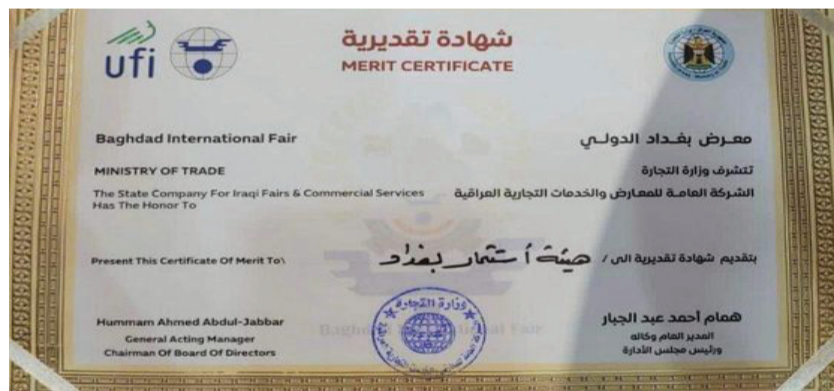 ufi
شهادة تقديرية
MERIT CERTIFICATE
Baghdad International Fair
معرض بغداد الدولي
MINISTRY OF TRADE
تتشرف وزارة التجارة
The State Company For Iraqi Fairs & Commercial Services
Has The Honor To
الشركة العامة للمعارض والخدمات التجارية العراقية
Present This Certificate Of Merit To\
بتقديم شهادة تقديرية الى / هيئة أستثمار بغداد
Hummam Ahmed Abdul-Jabbar
General Acting Manager
Chairman Of Board Of Directors
وزارة التجارة
همام أحمد عبد الجبار
المدير العام وكاله
ورئيس مجلس الأدارة